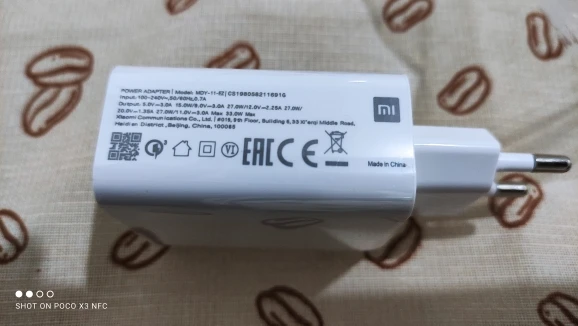 POWER ADAPTER | Model: MDY-11-EZ|
Input: 100-240V~,50/60Hz,0.7A
Output: 5.0V⎓3.0A 15.0W/9.0V⎓3.0A 27.0W/12.0V⎓2.25A 27.0W/
20.0V⎓1.35A 27.0W/11.0V⎓3.0A Max 33.0W Max
Xiaomi Communications Co., Ltd. | #019, 9th Floor, Building 6, 33 Xi'erqi Middle Road,
Haidian District, Beijing, China, 100085
mi
3
VI
EAC CE
Made in China
SHOT ON POCO X3 NFC